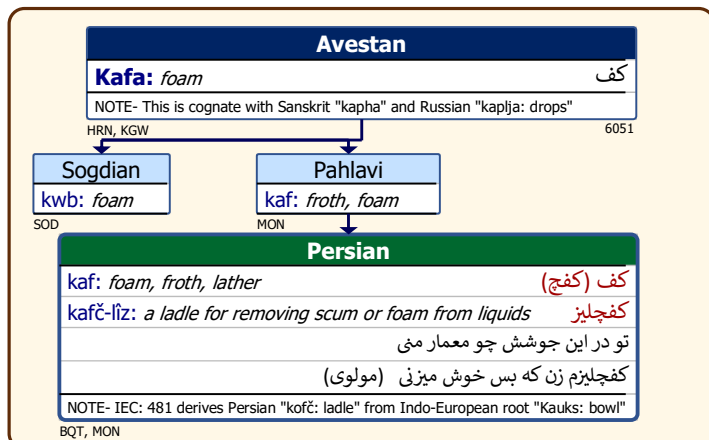 Avestan
Kafa: foam کف
NOTE- This is cognate with Sanskrit "kapha" and Russian "kaplja: drops"
HRN, KGW 6051
Sogdian
kwb: foam
SOD
Pahlavi
kaf: froth, foam
MON
Persian
kaf: foam, froth, lather کف (کفچ)
kafč-lîz: a ladle for removing scum or foam from liquids کفچلیز
تو در این جوشش چو معمار منی
کفچلیزم زن که بس خوش میزنی (مولوی)
NOTE- IEC: 481 derives Persian "kofč: ladle" from Indo-European root "Kauks: bowl"
BQT, MON